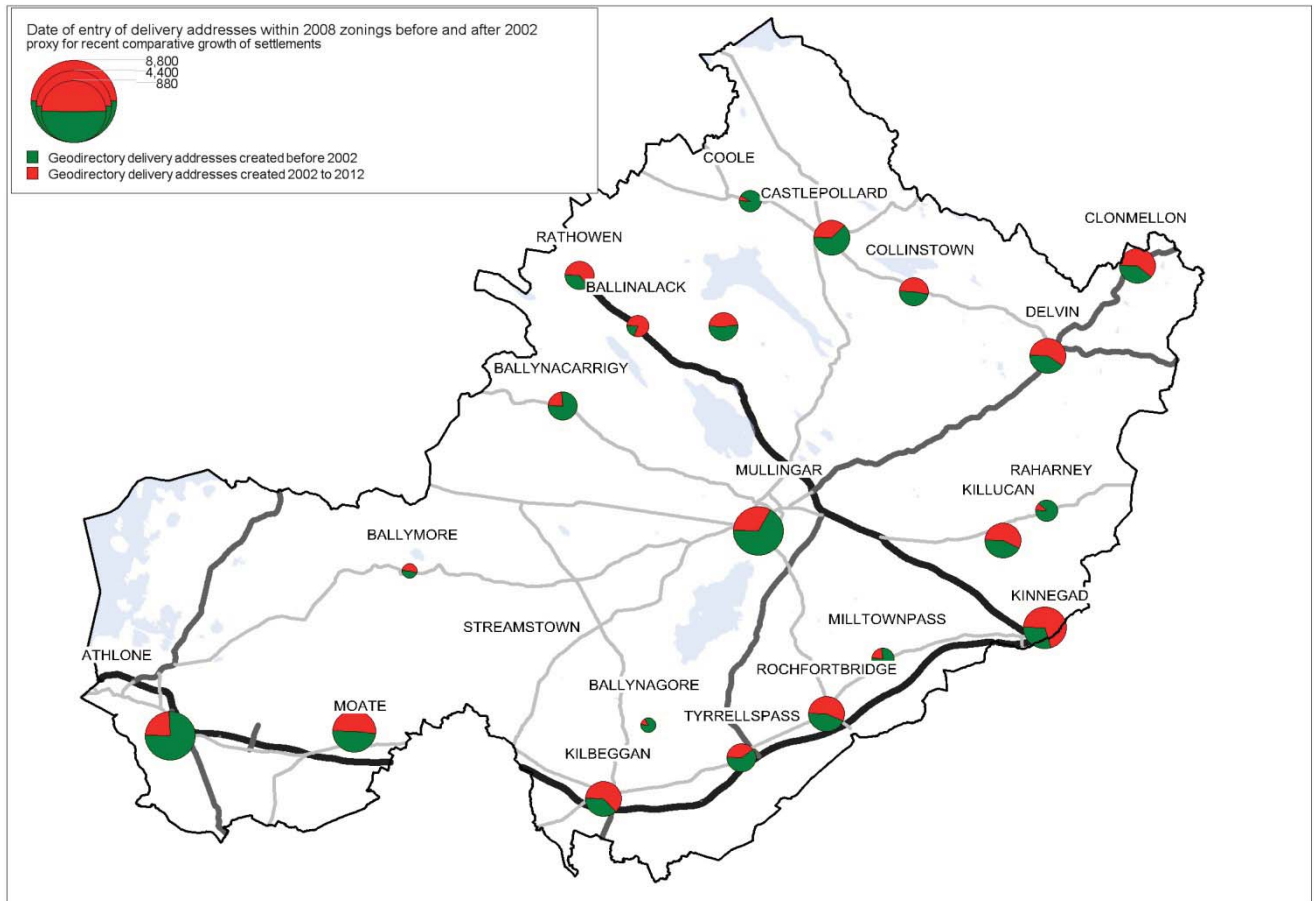 Date of entry of delivery addresses within 2008 zonings before and after 2002
proxy for recent comparative growth of settlements
8,800
4,400
880
Geodirectory delivery addresses created before 2002
Geodirectory delivery addresses created 2002 to 2012
COOLE
CASTLEPOLLARD
CLONMELLON
RATHOWEN
COLLINSTOWN
BALLINALACK
DELVIN
BALLYNACARRIGY
MULLINGAR
RAHARNEY
KILLUCAN
BALLYMORE
KINNEGAD
MILLTOWNPASS
STREAMSTOWN
ATHLONE
ROCHFORTBRIDGE
BALLYNAGORE
MOATE
TYRRELLSPASS
KILBEGGAN